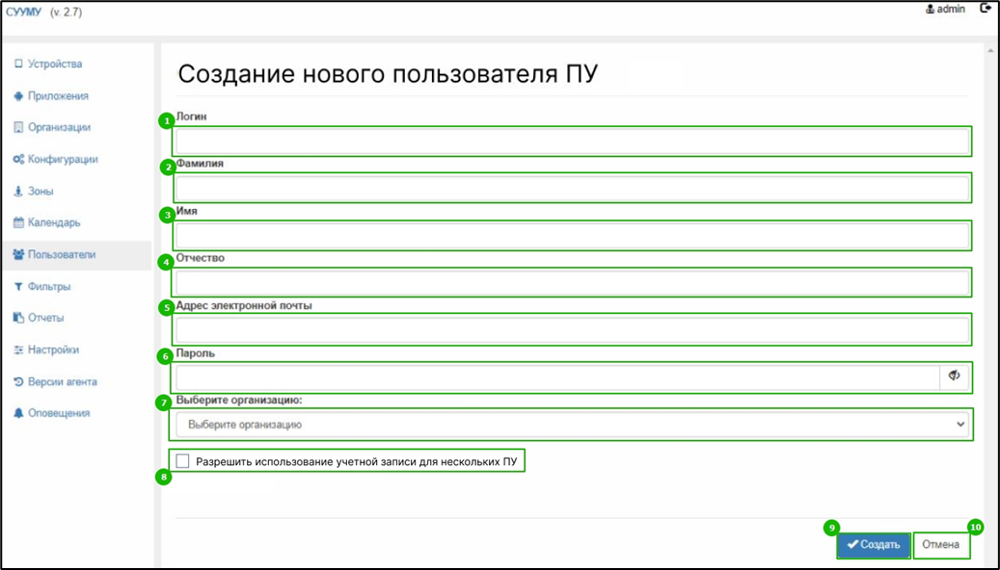 СУУМУ (v. 2.7)
admin
Устройства
Приложения
Организации
Конфигурации
Зоны
Календарь
Пользователи
Фильтры
Отчеты
Настройки
Версии агента
Оповещения
Создание нового пользователя ПУ
1 Логин
2 Фамилия
3 Имя
4 Отчество
5 Адрес электронной почты
6 Пароль
7 Выберите организацию:
Выберите организацию
8 Разрешить использование учетной записи для нескольких ПУ
9 Создать
10 Отмена